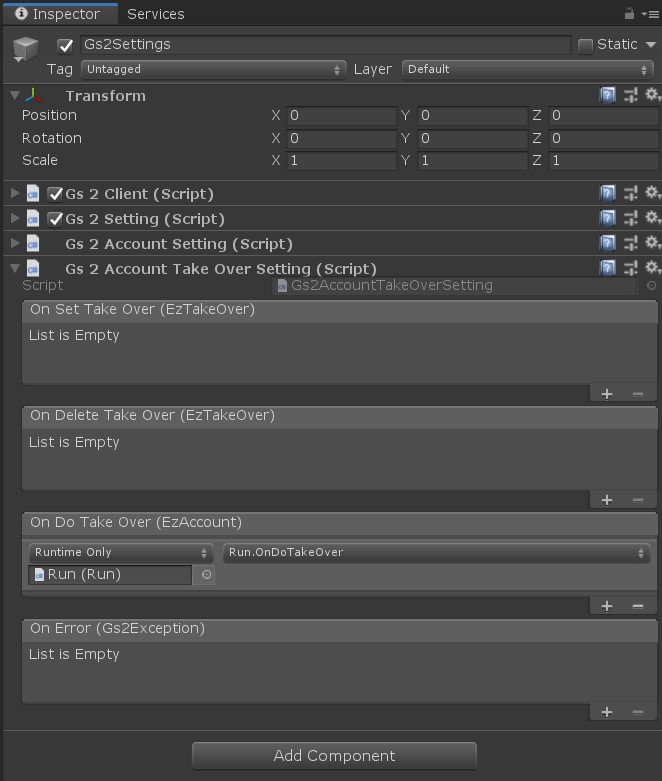 Inspector Services
Gs2Settings Static
Tag Untagged Layer Default
Transform
Position X 0 Y 0 Z 0
Rotation X 0 Y 0 Z 0
Scale X 1 Y 1 Z 1
Gs 2 Client (Script)
Gs 2 Setting (Script)
Gs 2 Account Setting (Script)
Gs 2 Account Take Over Setting (Script)
Script Gs2AccountTakeOverSetting
On Set Take Over (EzTakeOver)
List is Empty
On Delete Take Over (EzTakeOver)
List is Empty
On Do Take Over (EzAccount)
Runtime Only Run.OnDoTakeOver
Run (Run)
On Error (Gs2Exception)
List is Empty
Add Component